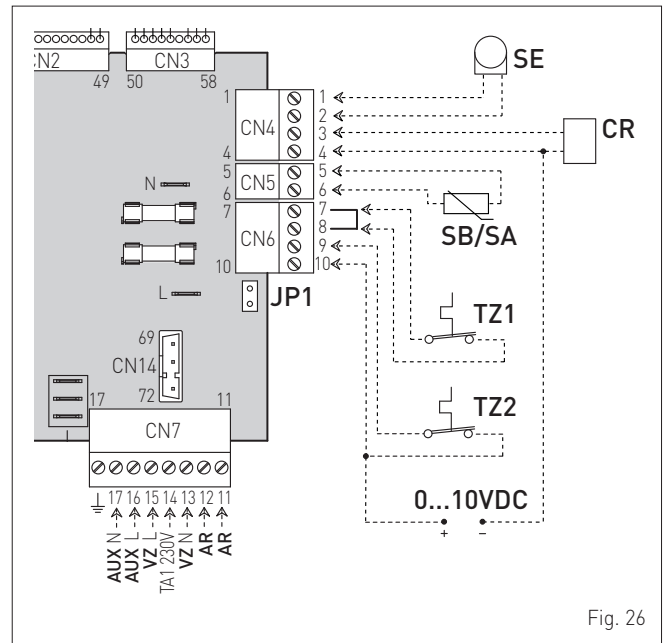 CN2
CN3
49
50
58
SE
1
1
2
CN4
3
CR
4
4
5
5
CN5
6
6
N
7
7
8
SB/SA
CN6
9
10
10
L
JP1
69
TZ1
CN14
72
17
11
TZ2
CN7
0...10VDC
+
–
17 16 15 14 13 12 11
AUX N
AUX L
VZ L
TA1 230V
VZ N
AR
AR
Fig. 26